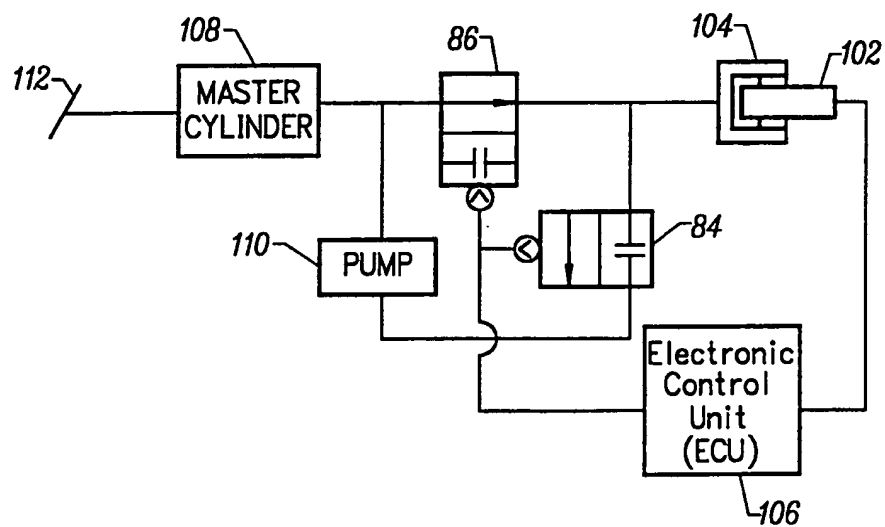 108
86
104
102
112
MASTER
CYLINDER
110
PUMP
84
Electronic
Control
Unit
(ECU)
106